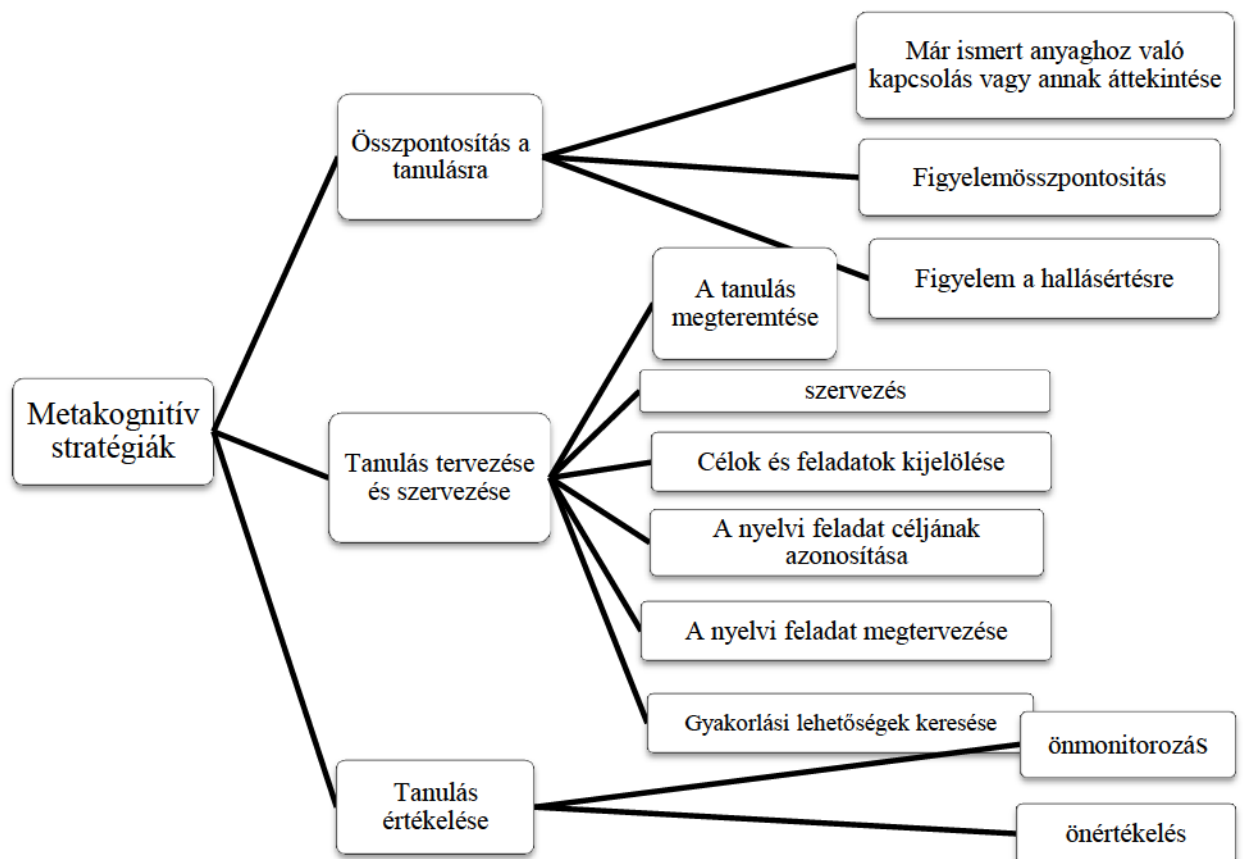 Metakognitív
stratégiák
Összpontosítás a
tanulásra
Már ismert anyaghoz való
kapcsolás vagy annak áttekintése
Figyelemösszpontositás
Figyelem a hallásértésre
Tanulás tervezése
és szervezése
A tanulás
megteremtése
szervezés
Célok és feladatok kijelölése
A nyelvi feladat céljának
azonosítása
A nyelvi feladat megtervezése
Gyakorlási lehetőségek keresése
Tanulás
értékelése
önmonitorozás
önértékelés